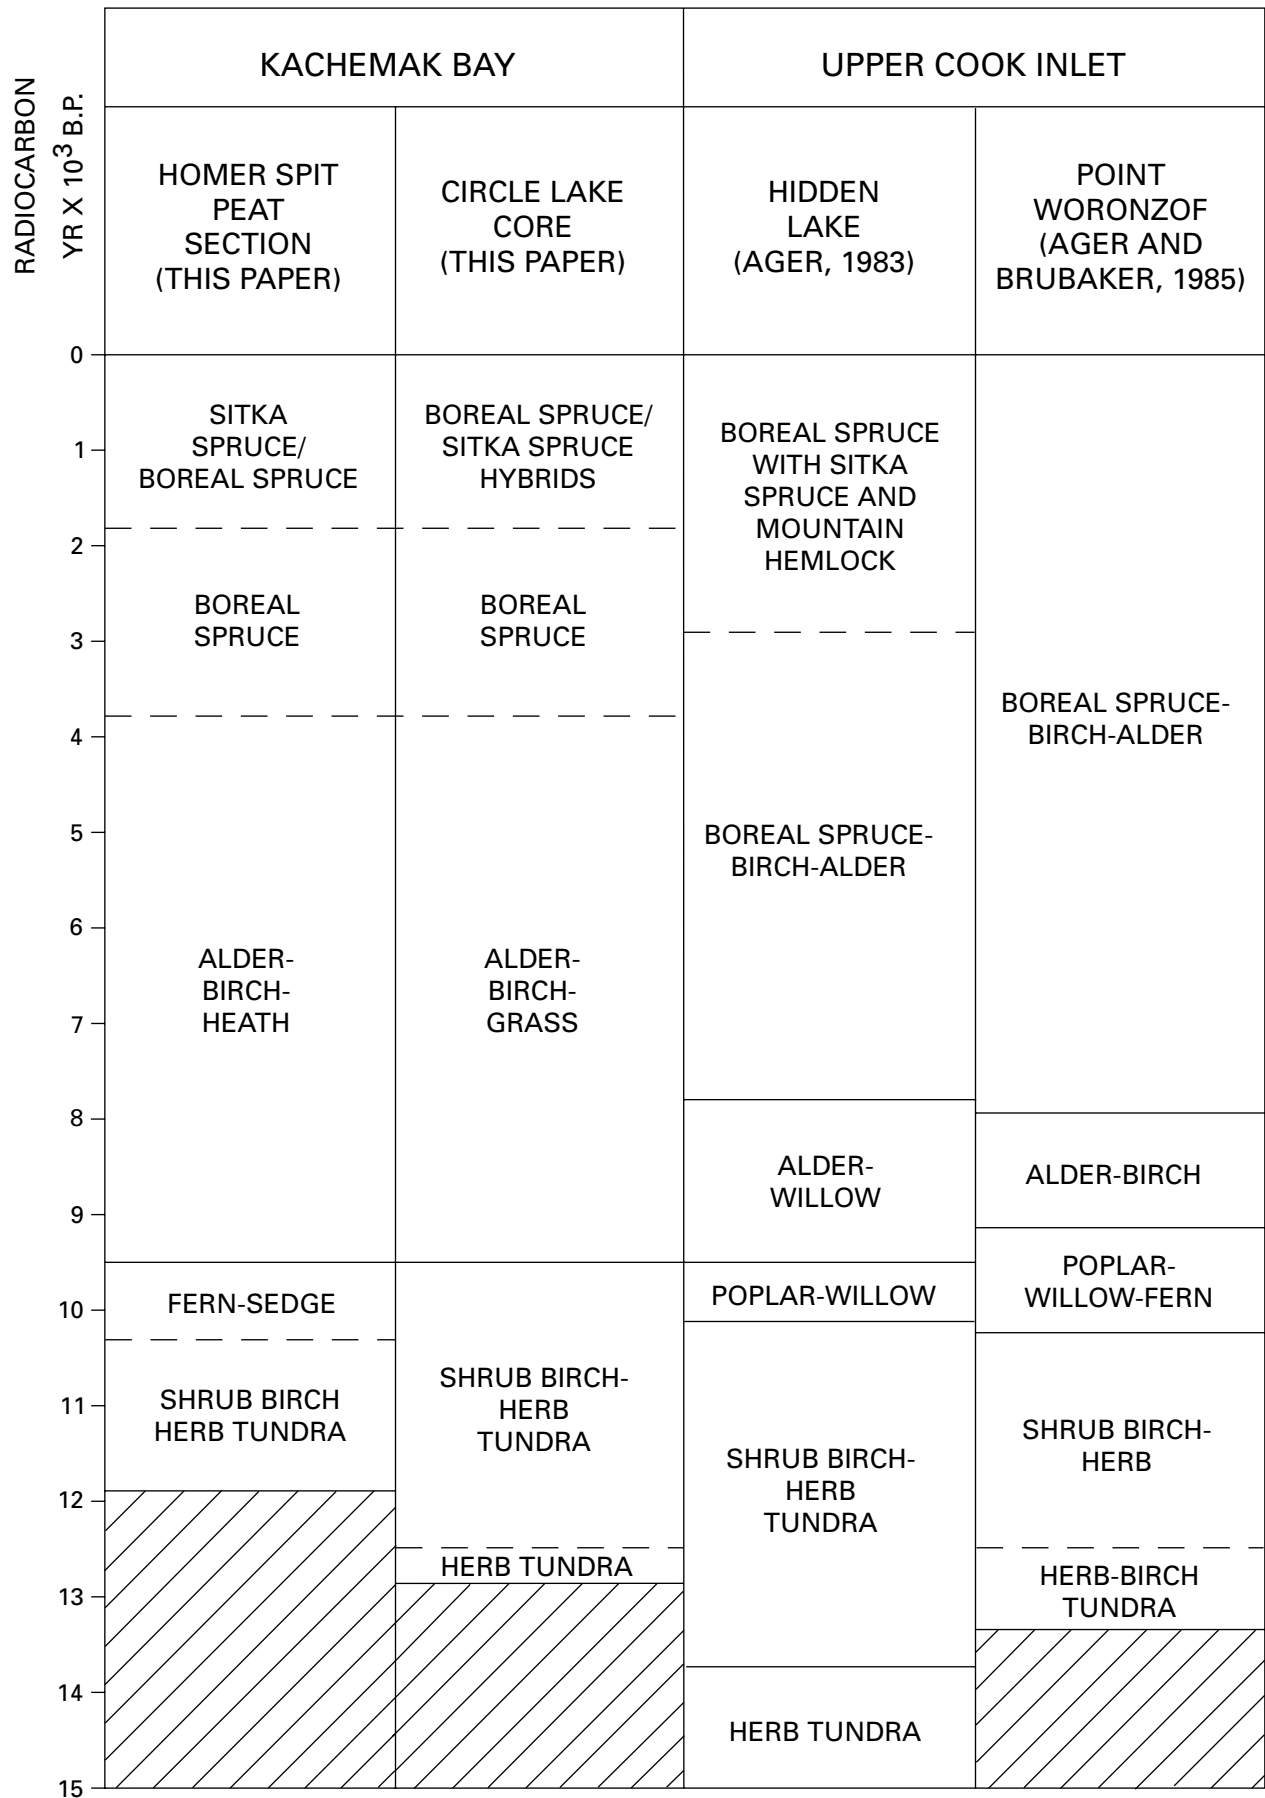 RADIOCARBON
YR X 10³ B.P.
KACHEMAK BAY
UPPER COOK INLET
HOMER SPIT
PEAT
SECTION
(THIS PAPER)
CIRCLE LAKE
CORE
(THIS PAPER)
HIDDEN
LAKE
(AGER, 1983)
POINT
WORONZOF
(AGER AND
BRUBAKER, 1985)
0
1
2
3
4
5
6
7
8
9
10
11
12
13
14
15
SITKA
SPRUCE/
BOREAL SPRUCE
BOREAL
SPRUCE
ALDER-
BIRCH-
HEATH
FERN-SEDGE
SHRUB BIRCH
HERB TUNDRA
BOREAL SPRUCE/
SITKA SPRUCE
HYBRIDS
BOREAL
SPRUCE
ALDER-
BIRCH-
GRASS
SHRUB BIRCH-
HERB
TUNDRA
HERB TUNDRA
BOREAL SPRUCE
WITH SITKA
SPRUCE AND
MOUNTAIN
HEMLOCK
BOREAL SPRUCE-
BIRCH-ALDER
ALDER-
WILLOW
POPLAR-WILLOW
SHRUB BIRCH-
HERB
TUNDRA
HERB TUNDRA
BOREAL SPRUCE-
BIRCH-ALDER
ALDER-BIRCH
POPLAR-
WILLOW-FERN
SHRUB BIRCH-
HERB
HERB-BIRCH
TUNDRA